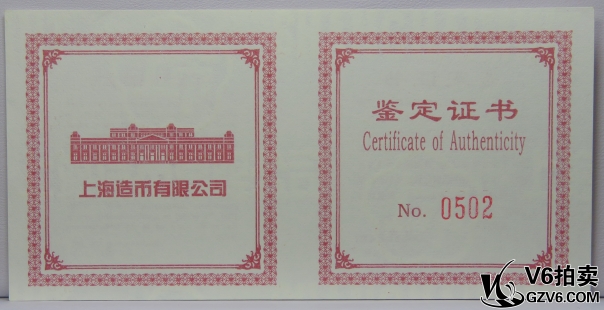 上海造币有限公司
鉴定证书
Certificate of Authenticity
No. 0502
V6拍卖
GZV6.COM